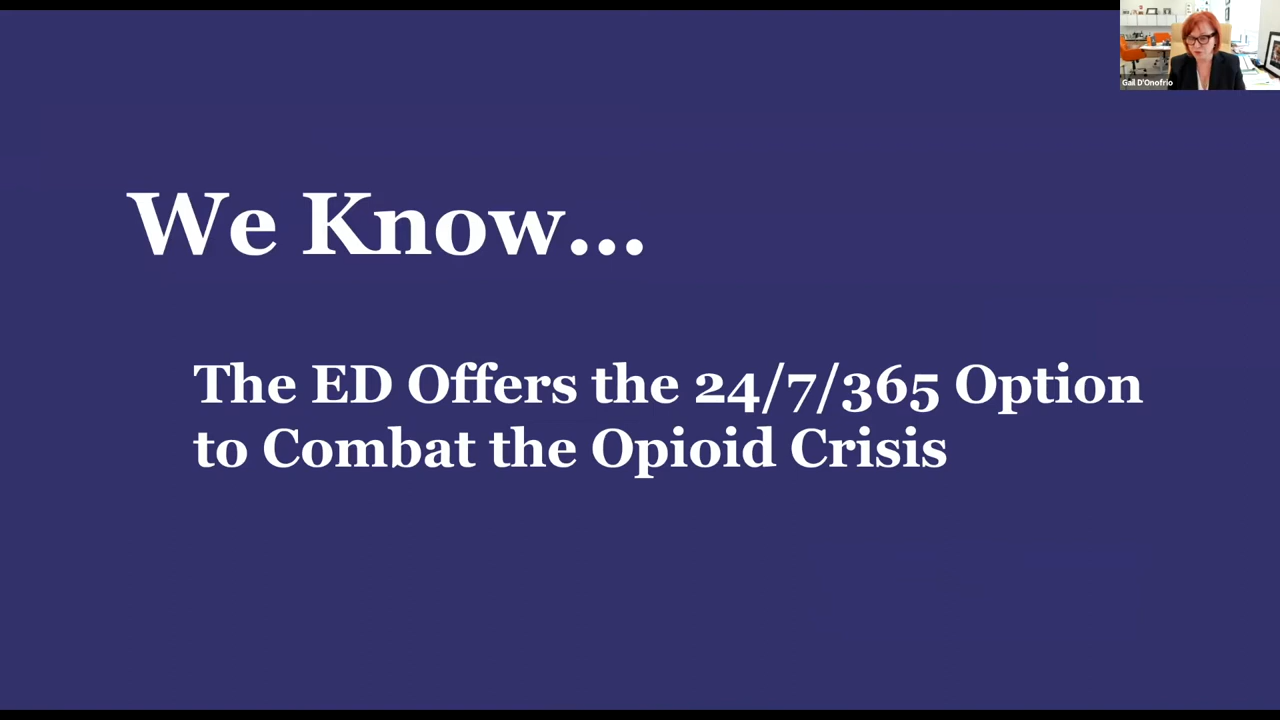 Gail D'Onofrio
We Know...
The ED Offers the 24/7/365 Option
to Combat the Opioid Crisis